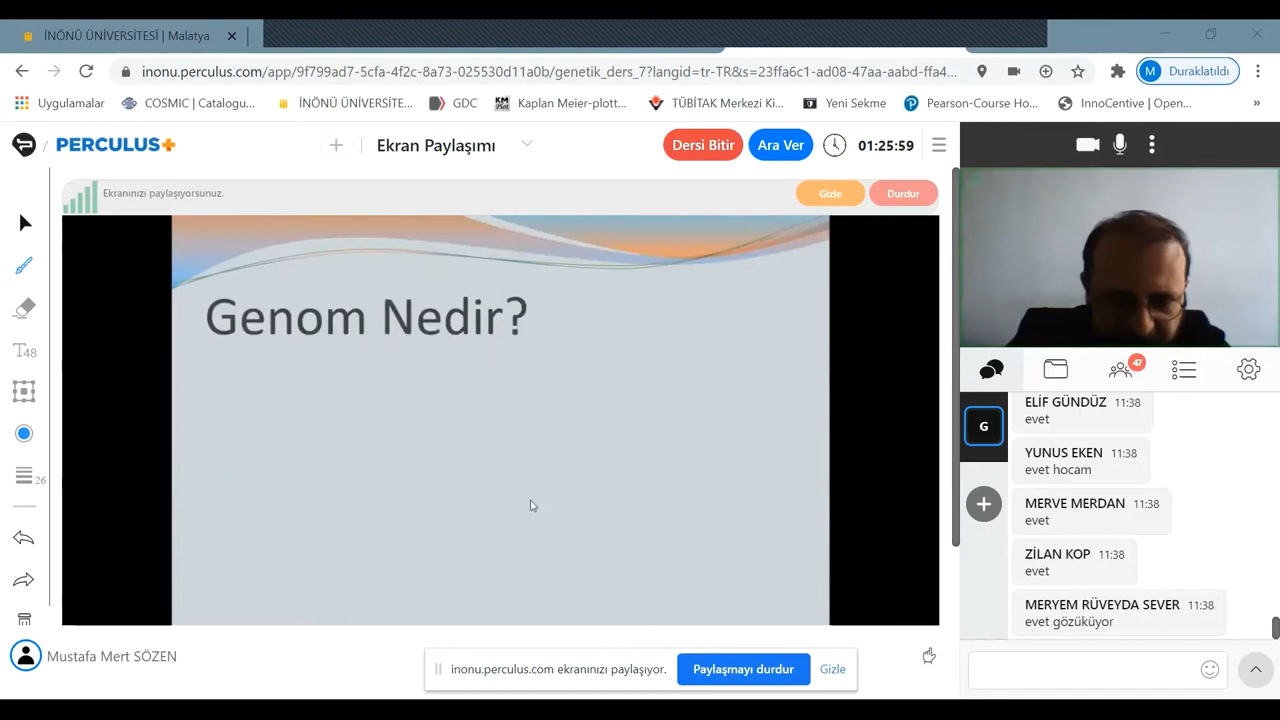 İNÖNÜ ÜNİVERSİTESİ | Malatya
inonu.perculus.com/app/9f799ad7-5cfa-4f2c-8a73-025530d11a0b/genetik_ders_7?langid=tr-TR&s=23ffa6c1-ad08-47aa-aabd-ffa4...
M Duraklatıldı
Uygulamalar COSMIC | Catalogu... İNÖNÜ ÜNİVERSİTE... GDC KM Plot Kaplan Meier-plott... TÜBİTAK Merkezi Ki... Yeni Sekme Pearson-Course Ho... InnoCentive | Open... »
PERCULUS+
Ekran Paylaşımı
Dersi Bitir
Ara Ver
01:25:59
Ekranınızı paylaşıyorsunuz.
Gizle
Durdur
Genom Nedir?
T48
26
47
G
ELİF GÜNDÜZ 11:38
evet
YUNUS EKEN 11:38
evet hocam
MERVE MERDAN 11:38
evet
ZİLAN KOP 11:38
evet
MERYEM RÜVEYDA SEVER 11:38
evet gözüküyor
Mustafa Mert SÖZEN
inonu.perculus.com ekranınızı paylaşıyor.
Paylaşmayı durdur
Gizle